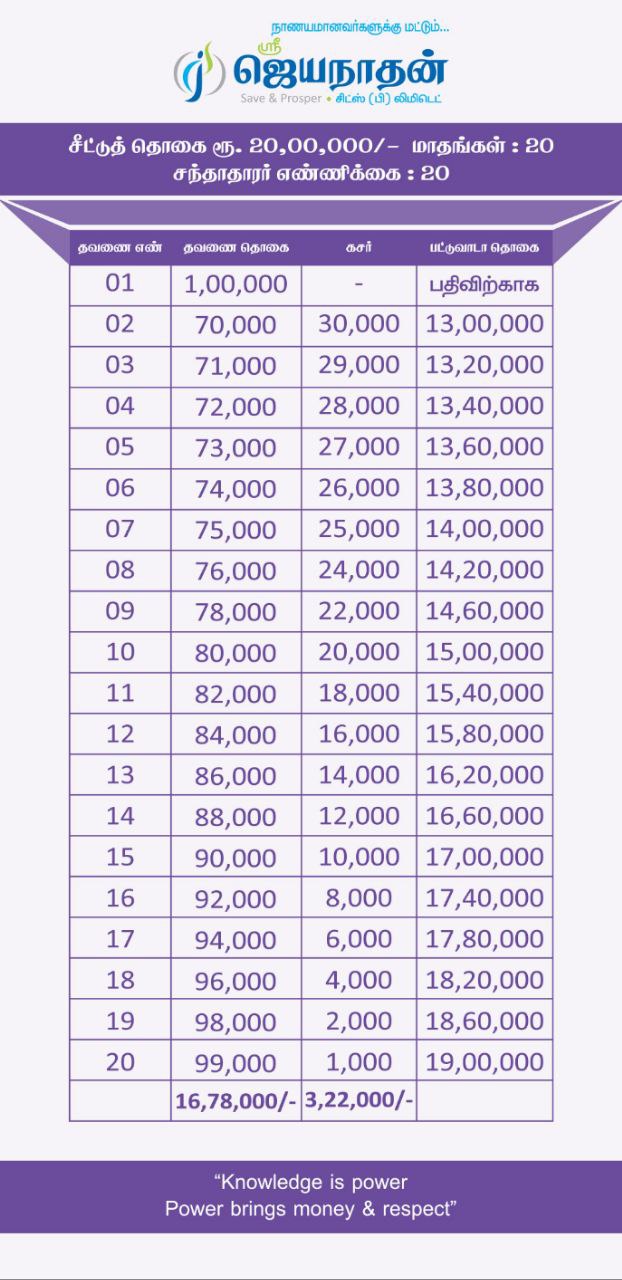 நாணயமானவர்களுக்கு மட்டும்...
ஸ்ரீ
ஜெயநாதன்
Save & Prosper • சிட்ஸ் (பி) லிமிடெட்
சீட்டுத் தொகை ரூ. 20,00,000/- மாதங்கள் : 20
சந்தாதாரர் எண்ணிக்கை : 20
தவணை எண் தவணை தொகை கசர் பட்டுவாடா தொகை
01 1,00,000 - பதிவிற்காக
02 70,000 30,000 13,00,000
03 71,000 29,000 13,20,000
04 72,000 28,000 13,40,000
05 73,000 27,000 13,60,000
06 74,000 26,000 13,80,000
07 75,000 25,000 14,00,000
08 76,000 24,000 14,20,000
09 78,000 22,000 14,60,000
10 80,000 20,000 15,00,000
11 82,000 18,000 15,40,000
12 84,000 16,000 15,80,000
13 86,000 14,000 16,20,000
14 88,000 12,000 16,60,000
15 90,000 10,000 17,00,000
16 92,000 8,000 17,40,000
17 94,000 6,000 17,80,000
18 96,000 4,000 18,20,000
19 98,000 2,000 18,60,000
20 99,000 1,000 19,00,000
16,78,000/- 3,22,000/-
“Knowledge is power
Power brings money & respect”